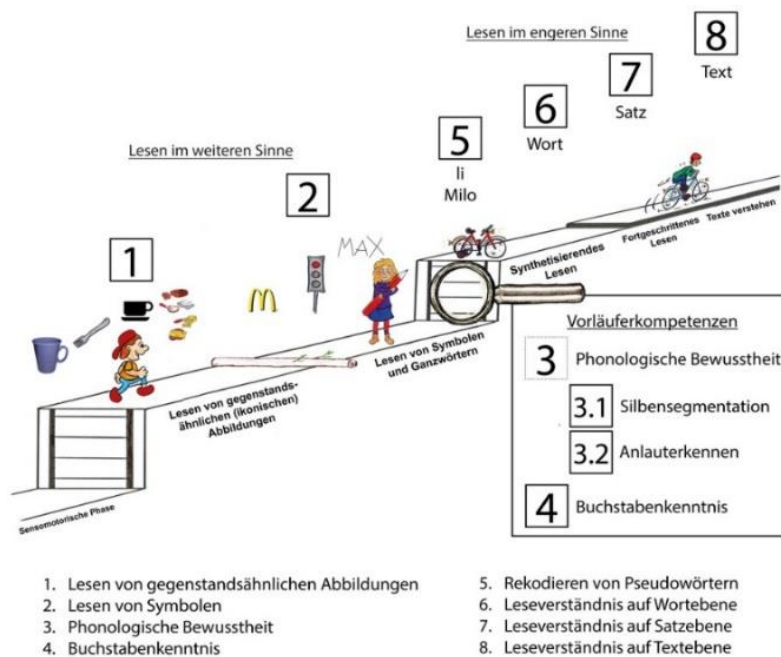 Lesen im engeren Sinne
8
Text
7
Satz
6
Wort
5
li
Milo
Lesen im weiteren Sinne
2
1
MAX
M
Sensomotorische Phase
Lesen von gegenstands-
ähnlichen (ikonischen)
Abbildungen
Lesen von Symbolen
und Ganzwörtern
Synthetisierendes
Lesen
Fortgeschrittenes
Lesen
Texte verstehen
Vorläuferkompetenzen
3 Phonologische Bewusstheit
3.1 Silbensegmentation
3.2 Anlauterkennen
4 Buchstabenkenntnis
1. Lesen von gegenstandsähnlichen Abbildungen
2. Lesen von Symbolen
3. Phonologische Bewusstheit
4. Buchstabenkenntnis
5. Rekodieren von Pseudowörtern
6. Leseverständnis auf Wortebene
7. Leseverständnis auf Satzebene
8. Leseverständnis auf Textebene